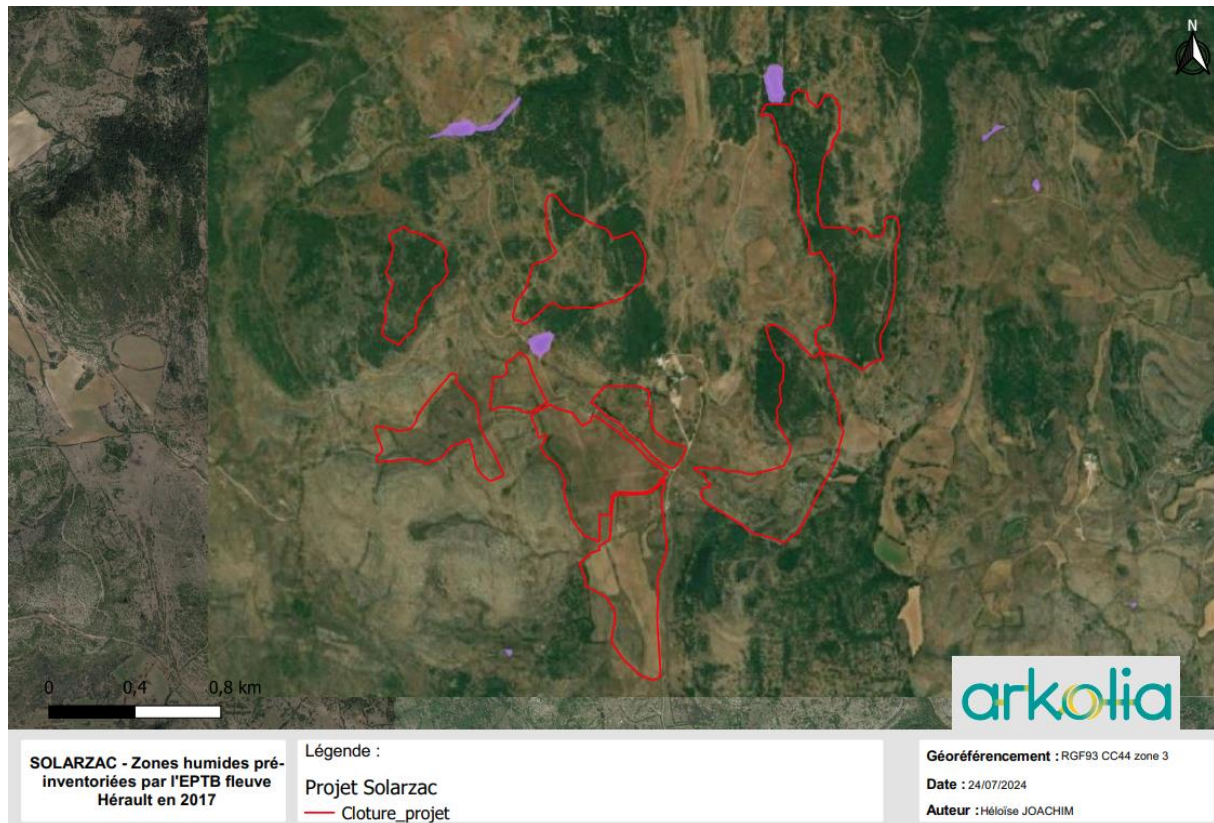 N
0 0,4 0,8 km
arkolia
SOLARZAC - Zones humides pré-
inventoriées par l'EPTB fleuve
Hérault en 2017
Légende :
Projet Solarzac
Cloture_projet
Géoréférencement : RGF93 CC44 zone 3
Date : 24/07/2024
Auteur : Héloïse JOACHIM